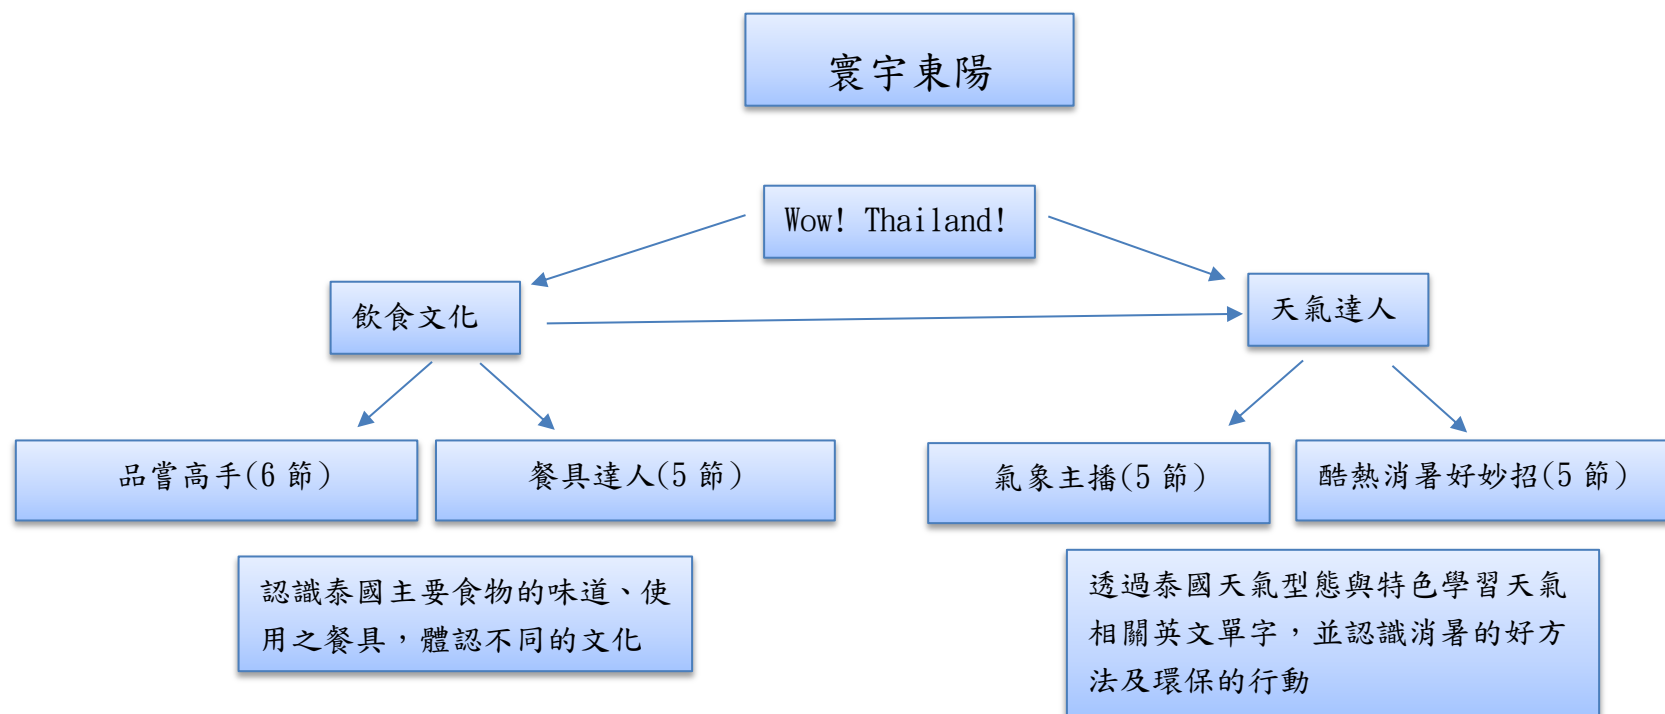 寰宇東陽
Wow! Thailand!
飲食文化
天氣達人
品嘗高手(6 節)
餐具達人(5 節)
氣象主播(5 節)
酷熱消暑好妙招(5 節)
認識泰國主要食物的味道、使
用之餐具，體認不同的文化
透過泰國天氣型態與特色學習天氣
相關英文單字，並認識消暑的好方
法及環保的行動